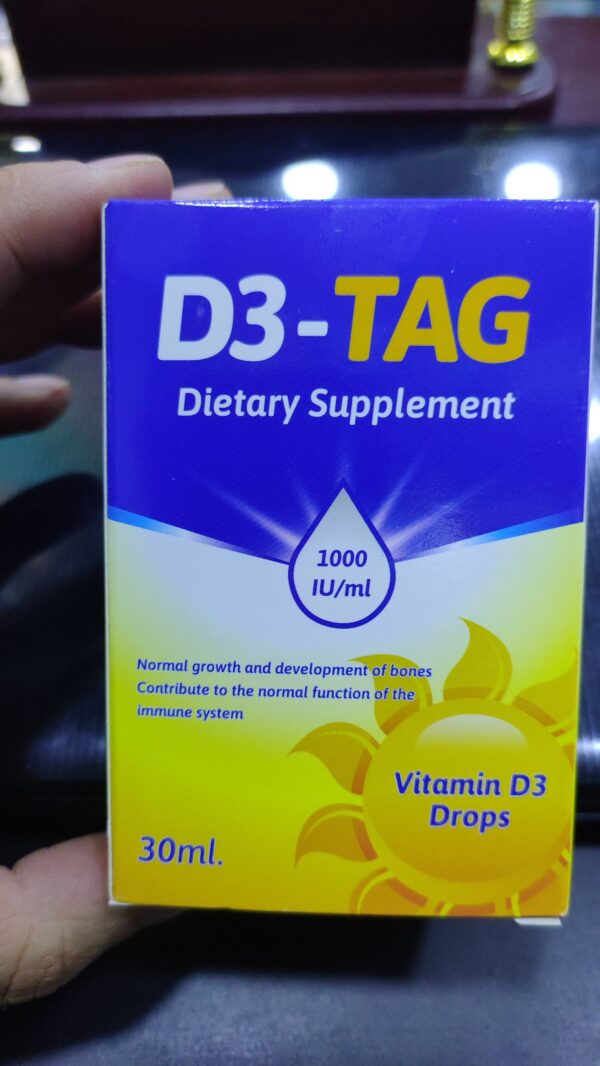 D3-TAG
Dietary Supplement
1000
IU/ml
Normal growth and development of bones
Contribute to the normal function of the
immune system
Vitamin D3
Drops
30ml.